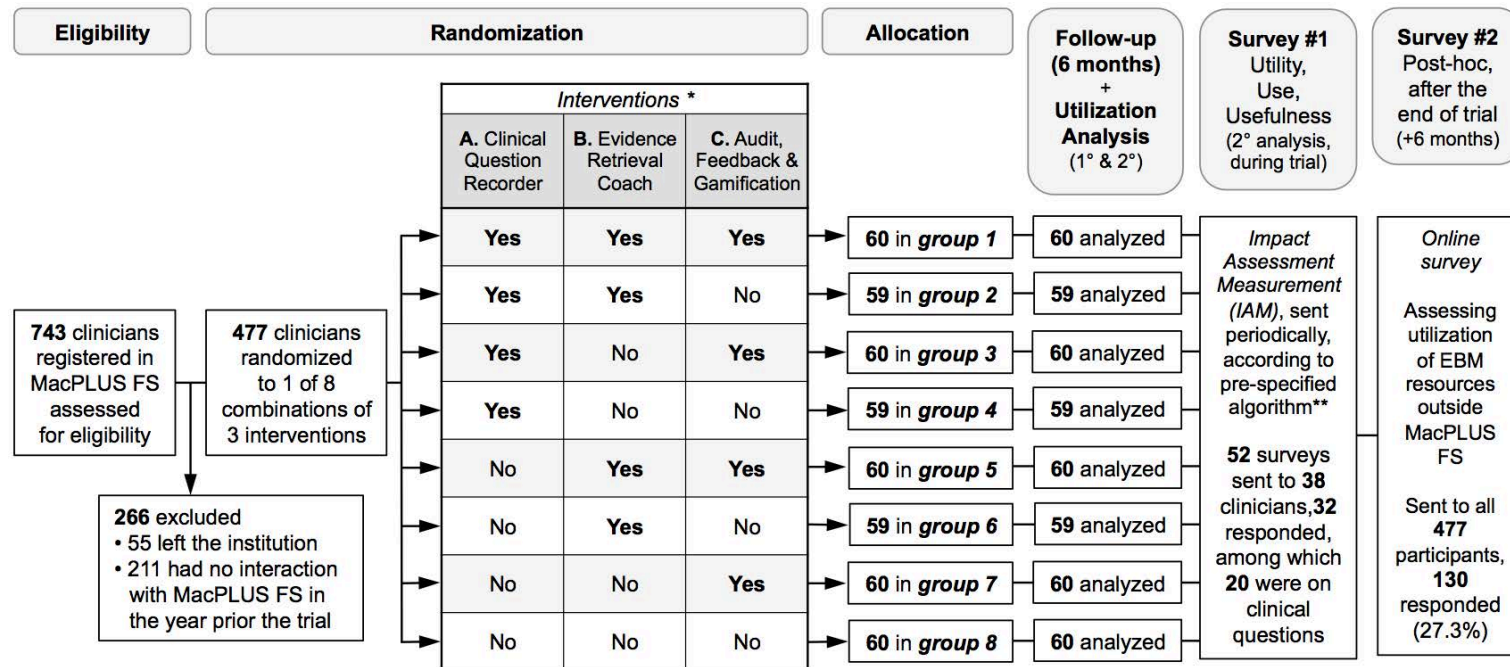 Eligibility
Randomization
Allocation
Follow-up
(6 months)
+
Utilization
Analysis
(1° & 2°)
Survey #1
Utility,
Use,
Usefulness
(2° analysis,
during trial)
Survey #2
Post-hoc,
after the
end of trial
(+6 months)
743 clinicians
registered in
MacPLUS FS
assessed
for eligibility
266 excluded
• 55 left the institution
• 211 had no interaction
with MacPLUS FS in
the year prior the trial
477 clinicians
randomized
to 1 of 8
combinations of
3 interventions
Interventions *
A. Clinical
Question
Recorder
B. Evidence
Retrieval
Coach
C. Audit,
Feedback &
Gamification
Yes Yes Yes 60 in group 1 60 analyzed
Yes Yes No 59 in group 2 59 analyzed
Yes No Yes 60 in group 3 60 analyzed
Yes No No 59 in group 4 59 analyzed
No Yes Yes 60 in group 5 60 analyzed
No Yes No 59 in group 6 59 analyzed
No No Yes 60 in group 7 60 analyzed
No No No 60 in group 8 60 analyzed
Impact
Assessment
Measurement
(IAM), sent
periodically,
according to
pre-specified
algorithm**
52 surveys
sent to 38
clinicians,32
responded,
among which
20 were on
clinical
questions
Online
survey
Assessing
utilization
of EBM
resources
outside
MacPLUS
FS
Sent to all
477
participants,
130
responded
(27.3%)